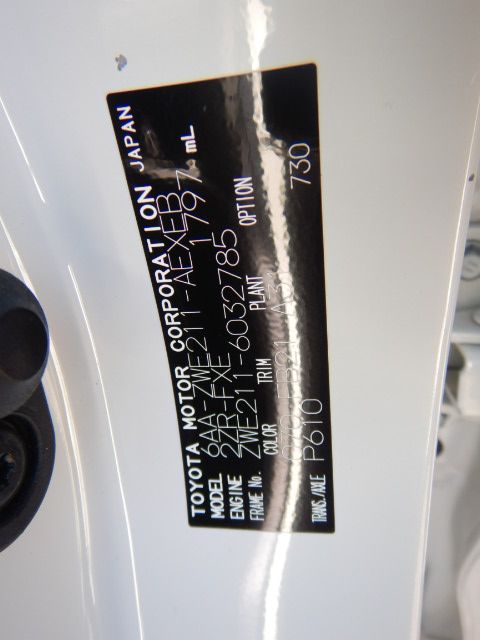 TOYOTA MOTOR CORPORATION JAPAN
MODEL 6AA-ZWE211-AEXEB
ENGINE 2ZR-FXE 1797 mL
FRAME No. ZWE211-6032785
COLOR TRIM PLANT OPTION
070 FB21 A31 730
TRANS./AXLE P610